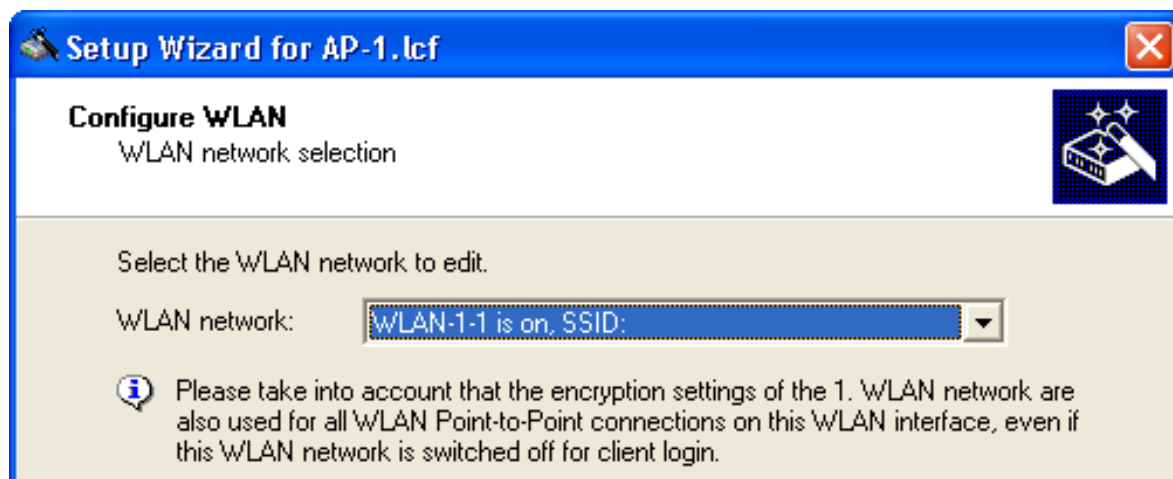 Setup Wizard for AP-1.lcf
Configure WLAN
WLAN network selection
Select the WLAN network to edit.
WLAN network: WLAN-1-1 is on, SSID:
Please take into account that the encryption settings of the 1. WLAN network are
also used for all WLAN Point-to-Point connections on this WLAN interface, even if
this WLAN network is switched off for client login.